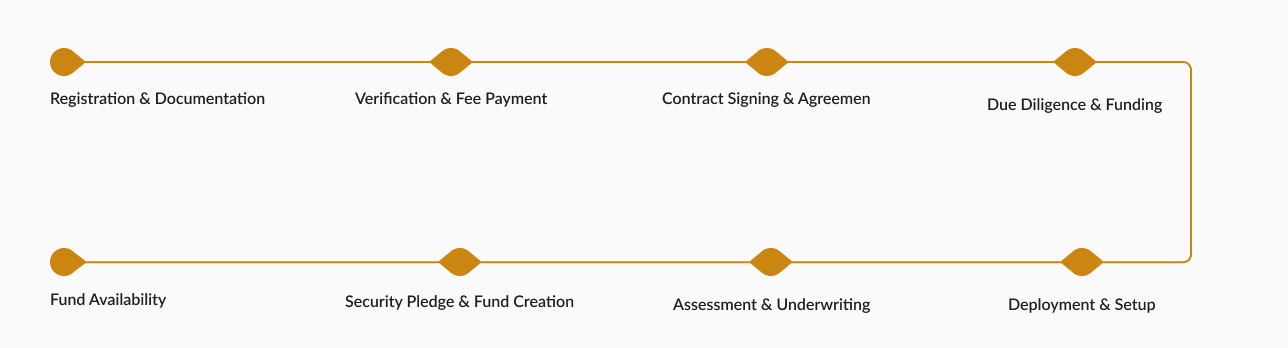 Registration & Documentation
Verification & Fee Payment
Contract Signing & Agreemen
Due Diligence & Funding
Fund Availability
Security Pledge & Fund Creation
Assessment & Underwriting
Deployment & Setup